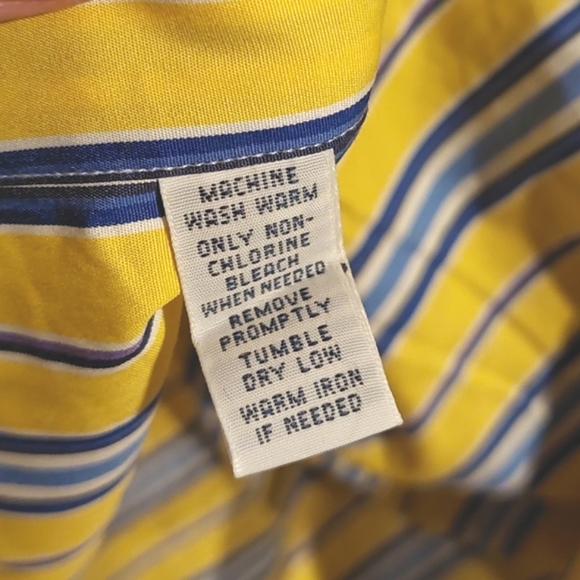 MACHINE
WASH WARM
ONLY NON-
CHLORINE
BLEACH
WHEN NEEDED
REMOVE
PROMPTLY
TUMBLE
DRY LOW
WARM IRON
IF NEEDED